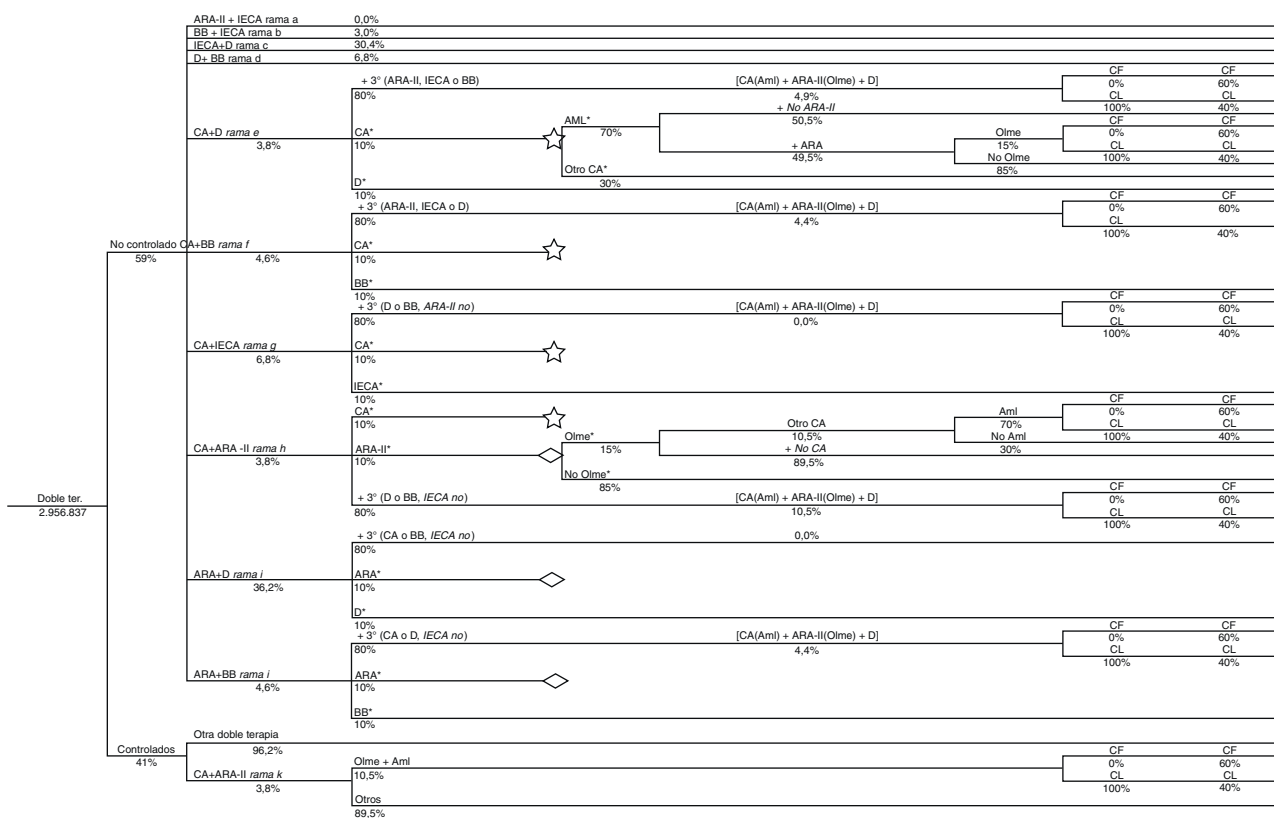 ARA-II + IECA rama a 0,0%
BB + IECA rama b 3,0%
IECA+D rama c 30,4%
D+ BB rama d 6,8%
+ 3° (ARA-II, IECA o BB) [CA(Aml) + ARA-II(Olme) + D] CF CF
80% 4,9% 0% 60%
CL CL
100% 40%
+ No ARA-II
50,5%
CA+D rama e CA* AML* CF CF
3,8% 10% 70% 0% 60%
+ ARA Olme CL CL
49,5% 15% 100% 40%
No Olme
85%
Otro CA*
30%
D*
10%
+ 3° (ARA-II, IECA o D) [CA(Aml) + ARA-II(Olme) + D] CF CF
80% 4,4% 0% 60%
CL
100% 40%
No controlado CA+BB rama f CA*
59% 4,6% 10%
BB*
10%
+ 3° (D o BB, ARA-II no) [CA(Aml) + ARA-II(Olme) + D] CF CF
80% 0,0% 0% 60%
CL CL
100% 40%
CA+IECA rama g CA*
6,8% 10%
IECA*
10%
CA* CF CF
10% 0% 60%
Otro CA Aml CL CL
10,5% 70% 100% 40%
+ No CA No Aml
89,5% 30%
CA+ARA -II rama h ARA-II* Olme*
3,8% 10% 15%
No Olme*
85%
+ 3° (D o BB, IECA no) [CA(Aml) + ARA-II(Olme) + D] CF CF
80% 10,5% 0% 60%
CL CL
100% 40%
Doble ter.
2.956.837
+ 3° (CA o BB, IECA no) 0,0%
80%
ARA+D rama i ARA*
36,2% 10%
D*
10%
+ 3° (CA o D, IECA no) [CA(Aml) + ARA-II(Olme) + D] CF CF
80% 4,4% 0% 60%
CL CL
100% 40%
ARA+BB rama i ARA*
4,6% 10%
BB*
10%
Otra doble terapia
96,2%
Controlados
41%
CA+ARA-II rama k Olme + Aml CF CF
3,8% 10,5% 0% 60%
CL CL
100% 40%
Otros
89,5%